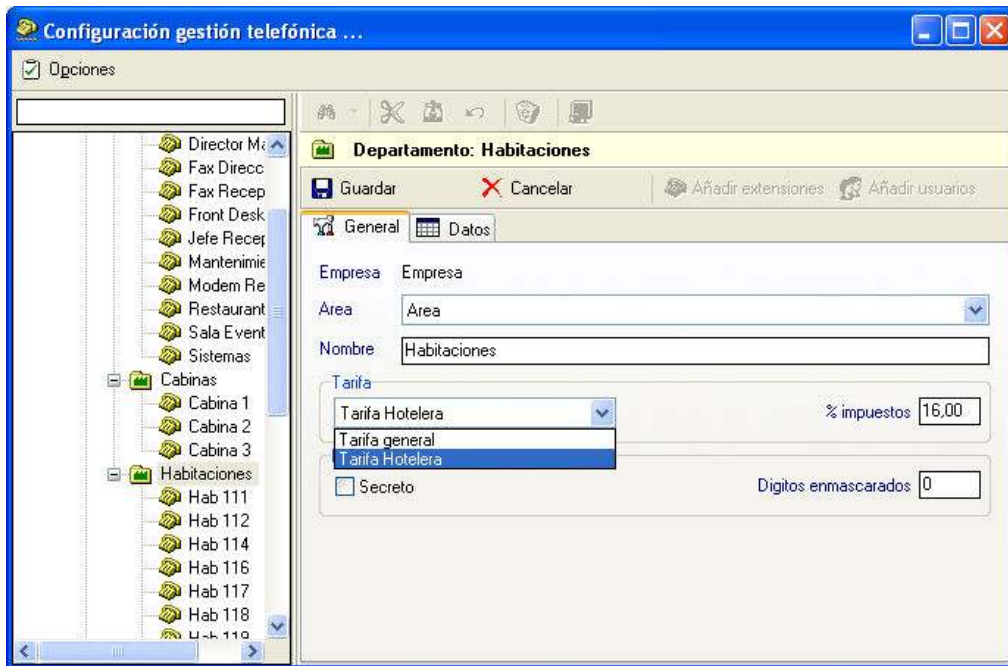 Configuración gestión telefónica ...
Opciones
Director Ma
Fax Direcc
Fax Recep
Front Desk
Jefe Recep
Mantenimie
Modem Re
Restaurant
Sala Event
Sistemas
Cabinas
Cabina 1
Cabina 2
Cabina 3
Habitaciones
Hab 111
Hab 112
Hab 114
Hab 116
Hab 117
Hab 118
Hab 119
Departamento: Habitaciones
Guardar Cancelar Añadir extensiones Añadir usuarios
General Datos
Empresa Empresa
Area Area
Nombre Habitaciones
Tarifa
Tarifa Hotelera % impuestos 16,00
Tarifa general
Tarifa Hotelera
Secreto Digitos enmascarados 0